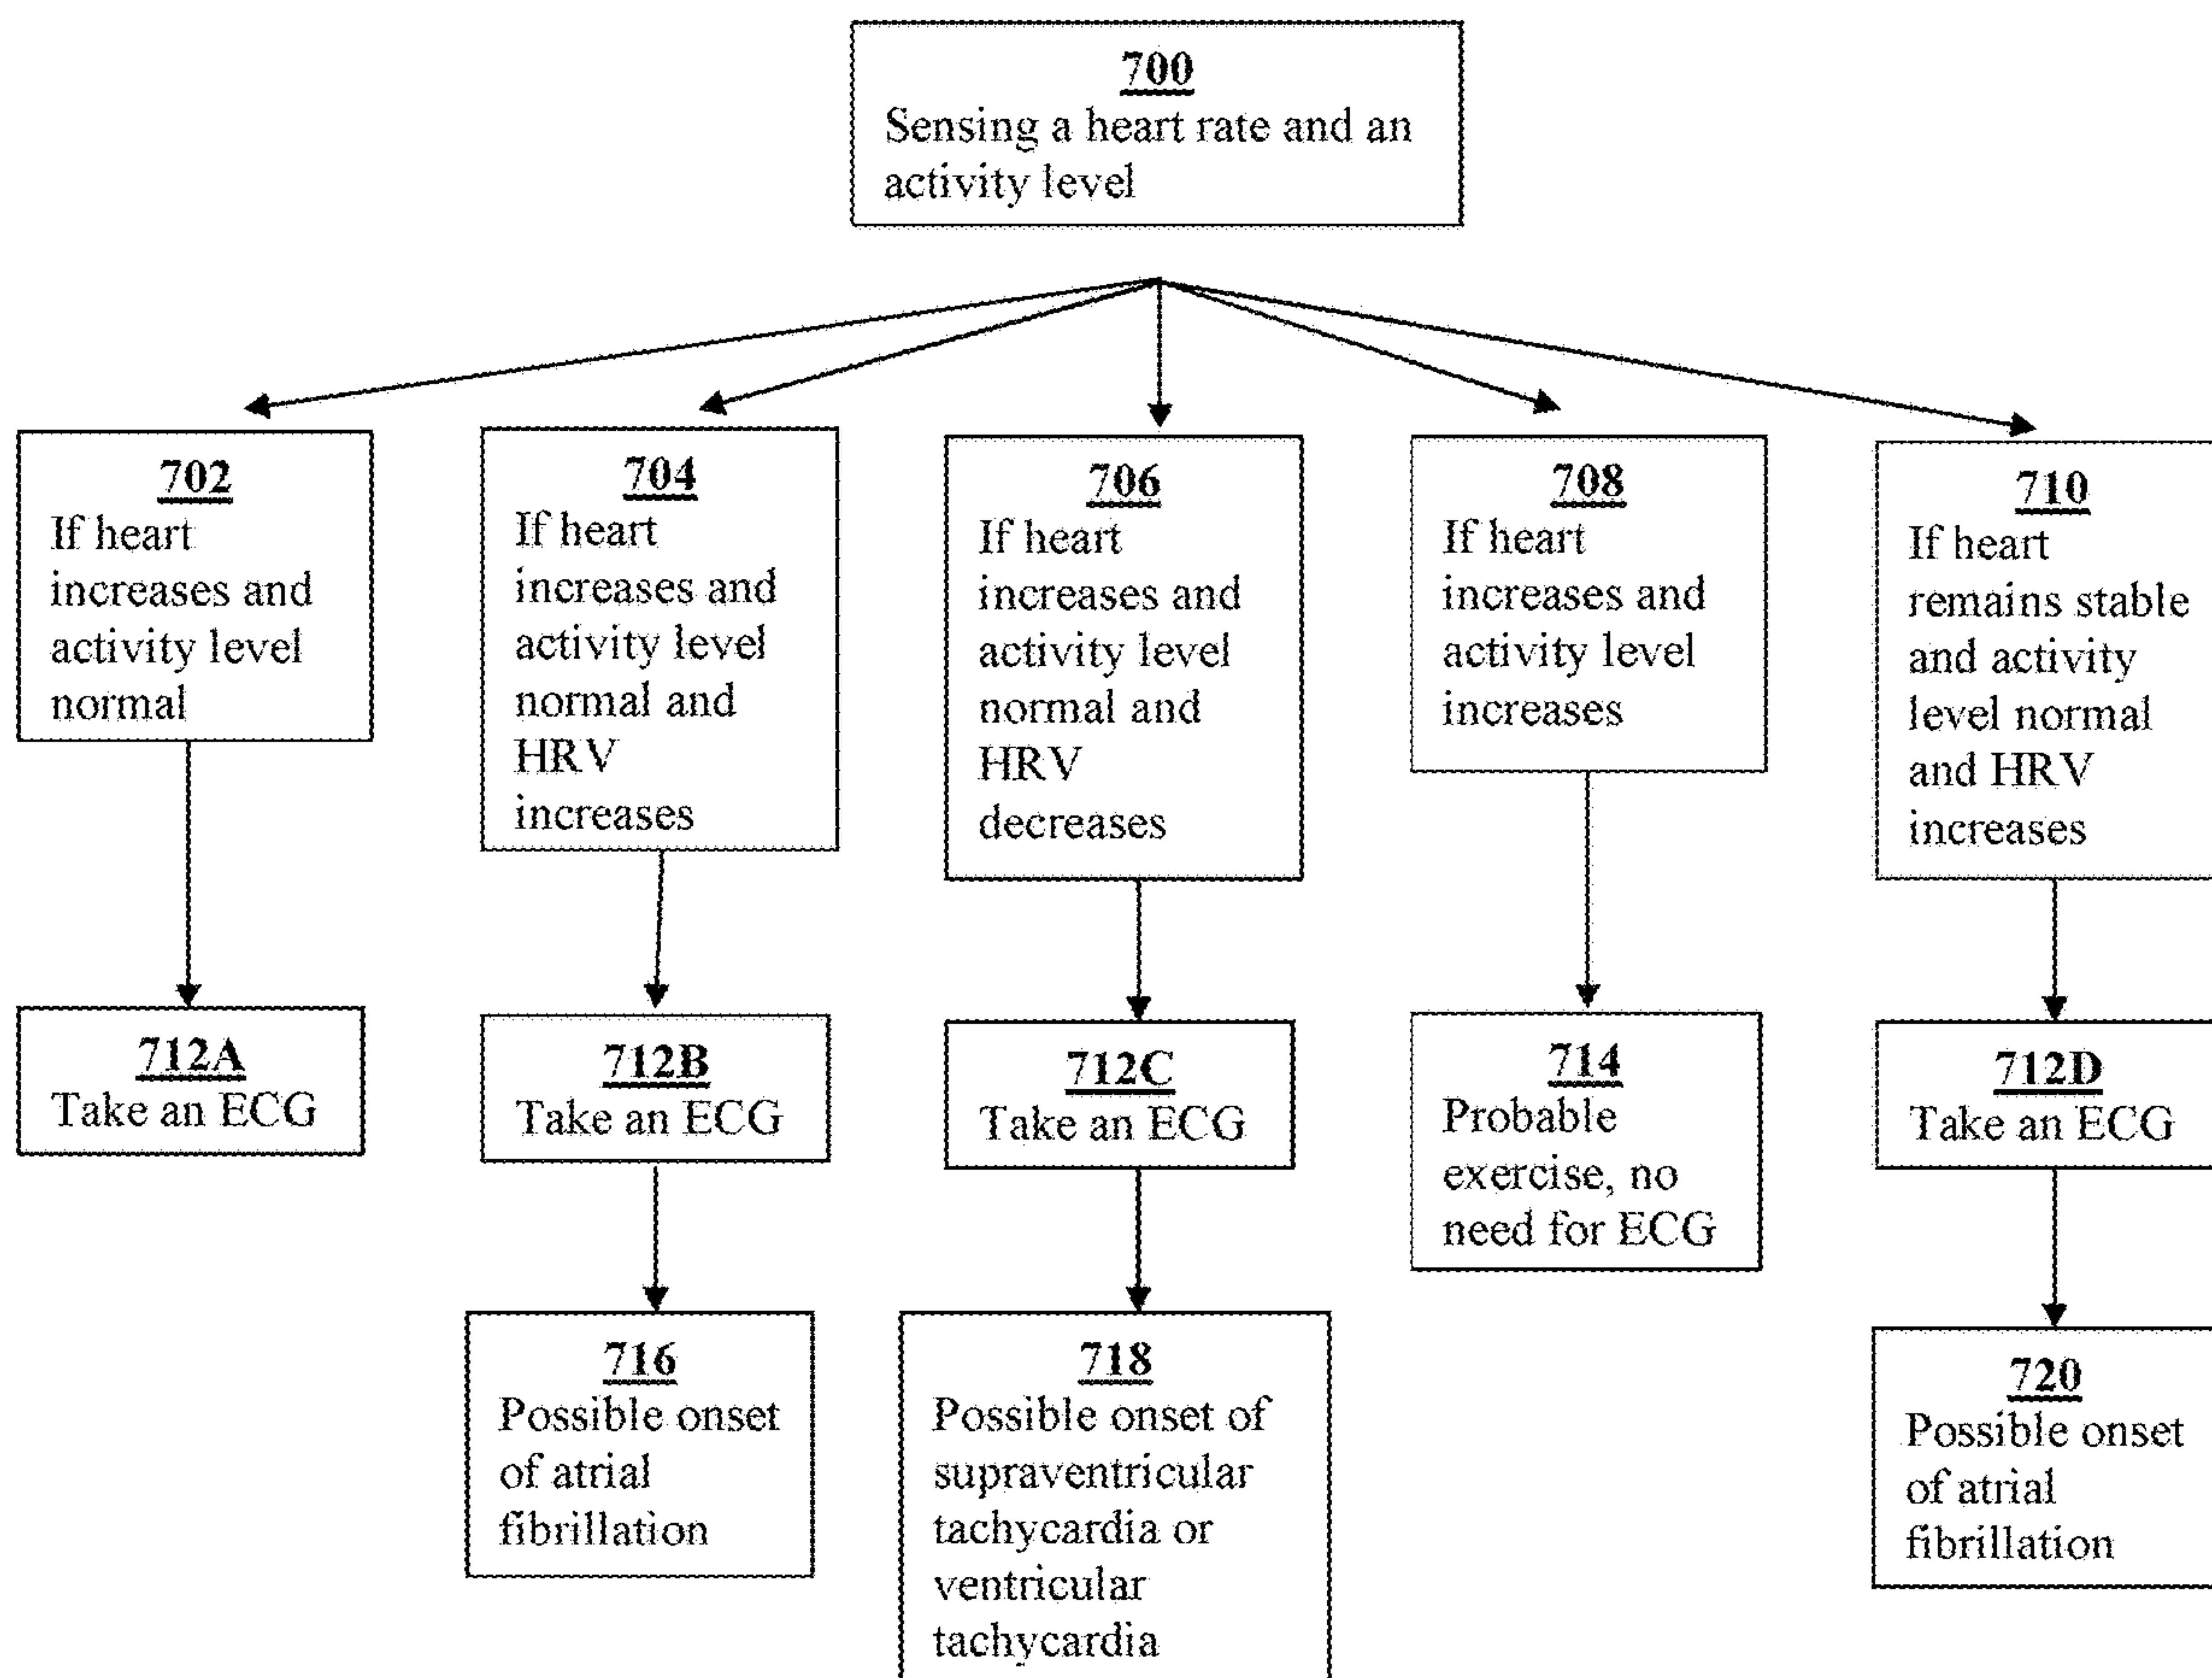 700
Sensing a heart rate and an
activity level
702
If heart
increases and
activity level
normal
704
If heart
increases and
activity level
normal and
HRV
increases
706
If heart
increases and
activity level
normal and
HRV
decreases
708
If heart
increases and
activity level
increases
710
If heart
remains stable
and activity
level normal
and HRV
increases
712A
Take an ECG
712B
Take an ECG
712C
Take an ECG
714
Probable
exercise, no
need for ECG
712D
Take an ECG
716
Possible onset
of atrial
fibrillation
718
Possible onset of
supraventricular
tachycardia or
ventricular
tachycardia
720
Possible onset
of atrial
fibrillation